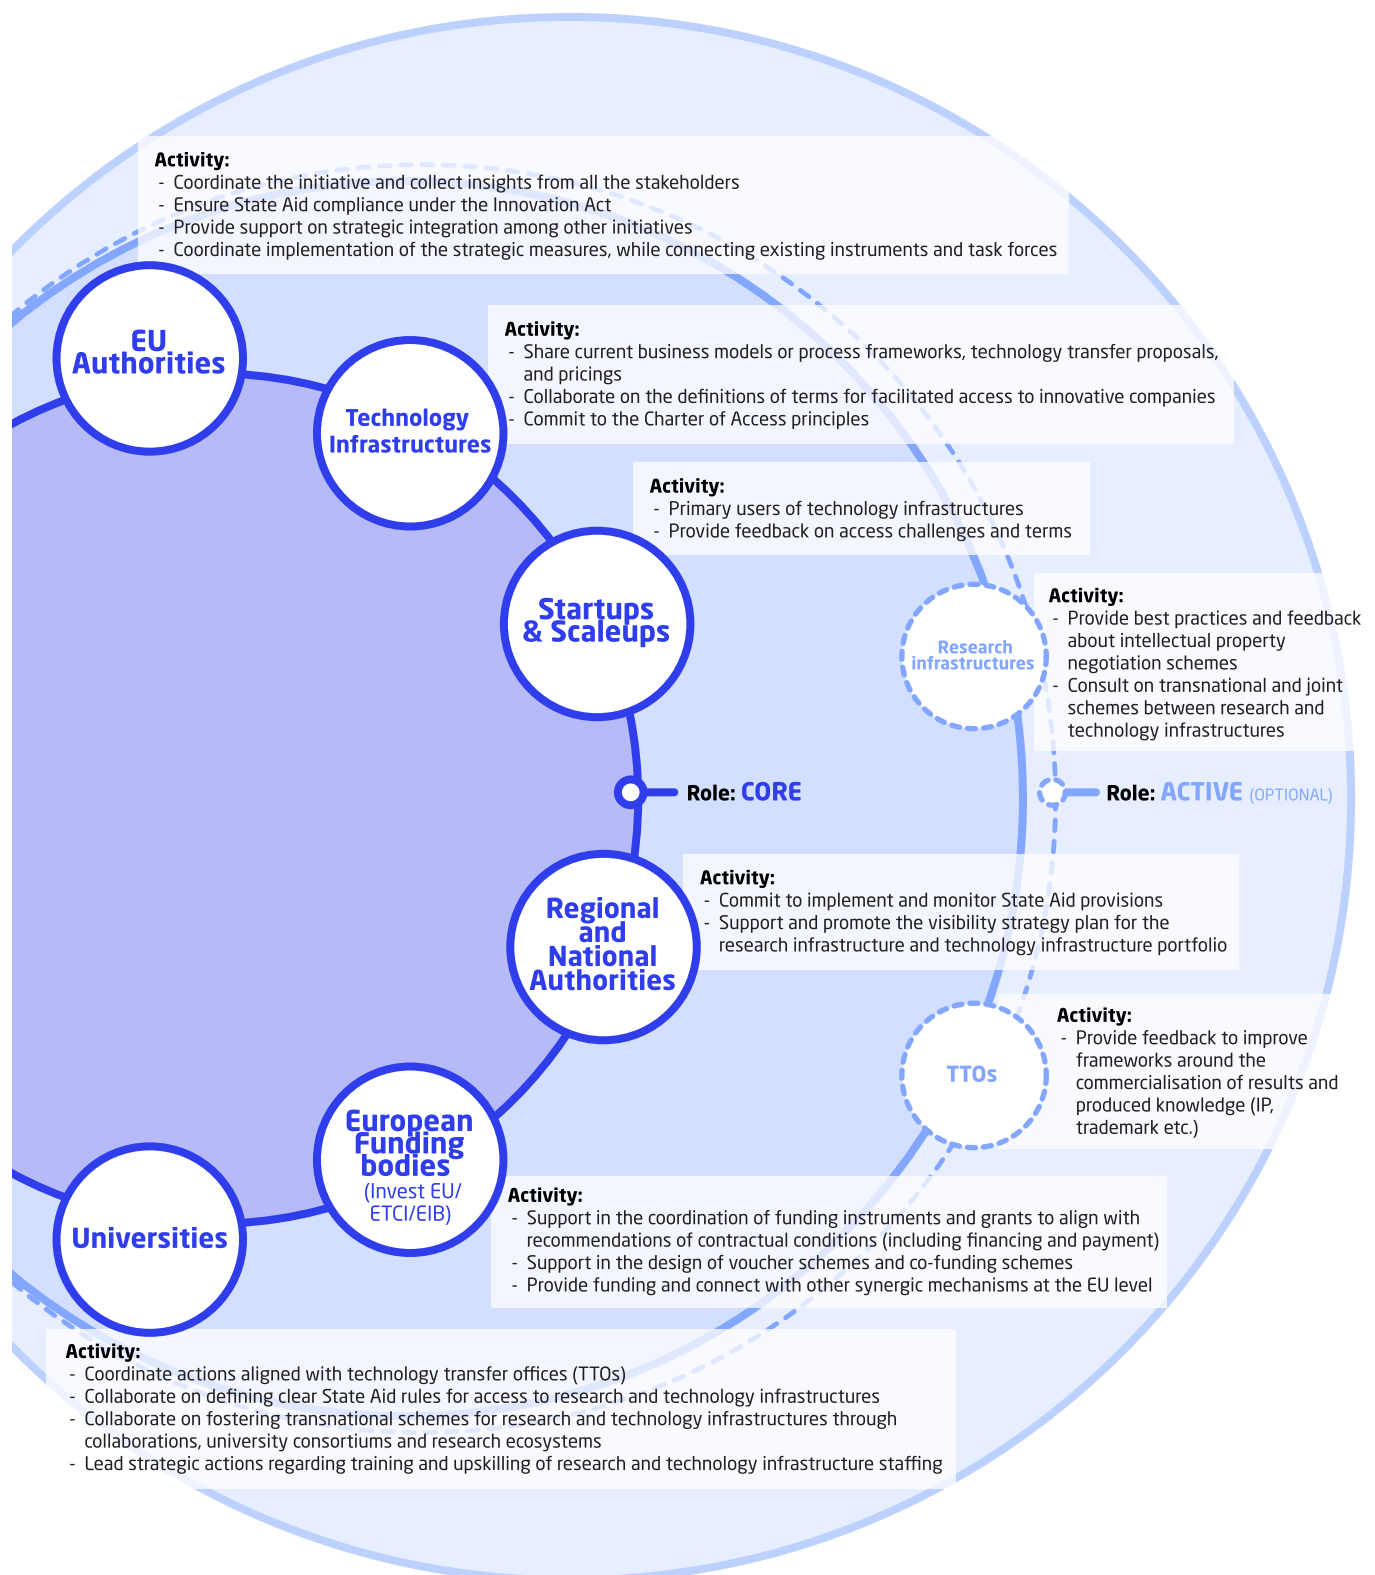 Activity:
- Coordinate the initiative and collect insights from all the stakeholders
- Ensure State Aid compliance under the Innovation Act
- Provide support on strategic integration among other initiatives
- Coordinate implementation of the strategic measures, while connecting existing instruments and task forces
EU
Authorities
Activity:
- Share current business models or process frameworks, technology transfer proposals,
and pricings
- Collaborate on the definitions of terms for facilitated access to innovative companies
- Commit to the Charter of Access principles
Technology
Infrastructures
Activity:
- Primary users of technology infrastructures
- Provide feedback on access challenges and terms
Startups
& Scaleups
Activity:
- Provide best practices and feedback
about intellectual property
negotiation schemes
- Consult on transnational and joint
schemes between research and
technology infrastructures
Research
infrastructures
Role: CORE
Role: ACTIVE (OPTIONAL)
Activity:
- Commit to implement and monitor State Aid provisions
- Support and promote the visibility strategy plan for the
research infrastructure and technology infrastructure portfolio
Regional
and
National
Authorities
Activity:
- Provide feedback to improve
frameworks around the
commercialisation of results and
produced knowledge (IP,
trademark etc.)
TTOs
European
Funding
bodies
(Invest EU/
ETCI/EIB)
Activity:
- Support in the coordination of funding instruments and grants to align with
recommendations of contractual conditions (including financing and payment)
- Support in the design of voucher schemes and co-funding schemes
- Provide funding and connect with other synergic mechanisms at the EU level
Universities
Activity:
- Coordinate actions aligned with technology transfer offices (TTOs)
- Collaborate on defining clear State Aid rules for access to research and technology infrastructures
- Collaborate on fostering transnational schemes for research and technology infrastructures through
collaborations, university consortiums and research ecosystems
- Lead strategic actions regarding training and upskilling of research and technology infrastructure staffing